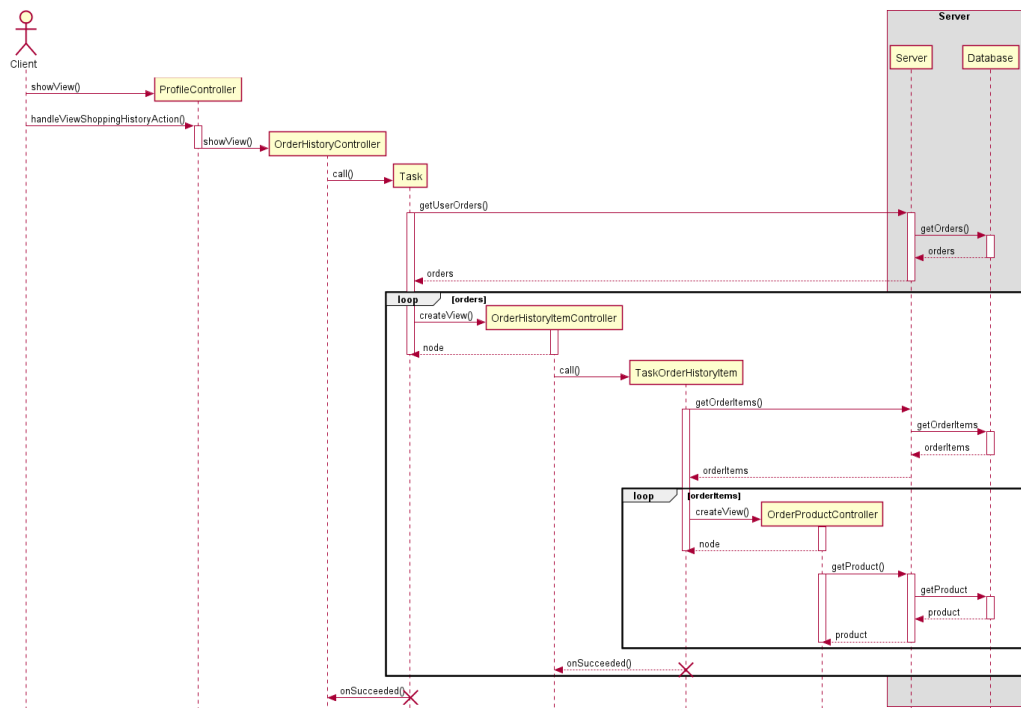 Server
Client
Server
Database
showView()
ProfileController
handleViewShoppingHistoryAction()
showView()
OrderHistoryController
call()
Task
getUserOrders()
getOrders()
orders
orders
loop
[orders]
createView()
OrderHistoryItemController
node
call()
TaskOrderHistoryItem
getOrderItems()
getOrderItems
orderItems
orderItems
loop
[orderItems]
createView()
OrderProductController
node
getProduct()
getProduct
product
product
onSucceeded()
onSucceeded()